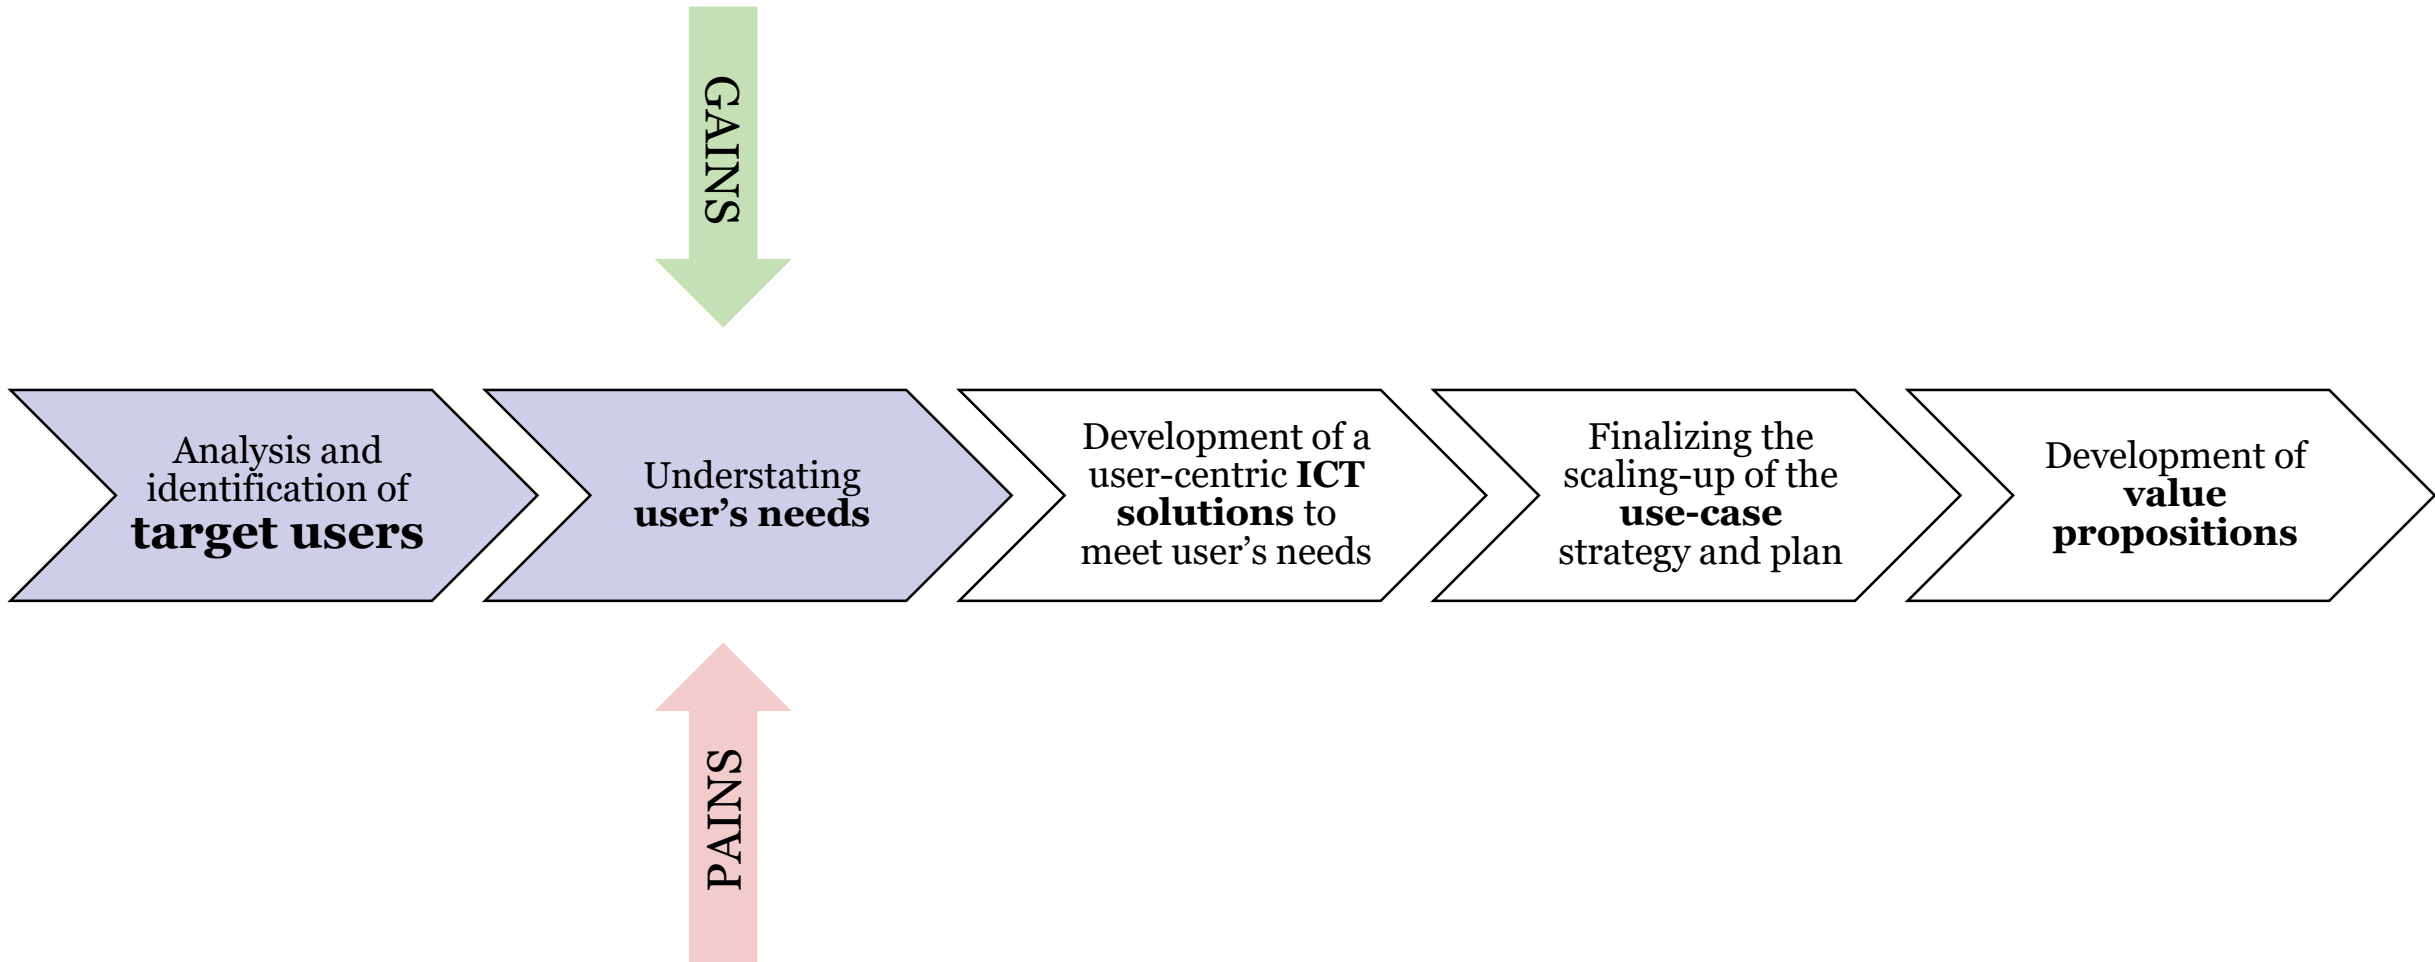 GAINS
Analysis and
identification of
target users
Understating
user’s needs
Development of a
user-centric ICT
solutions to
meet user’s needs
Finalizing the
scaling-up of the
use-case
strategy and plan
Development of
value
propositions
PAINS